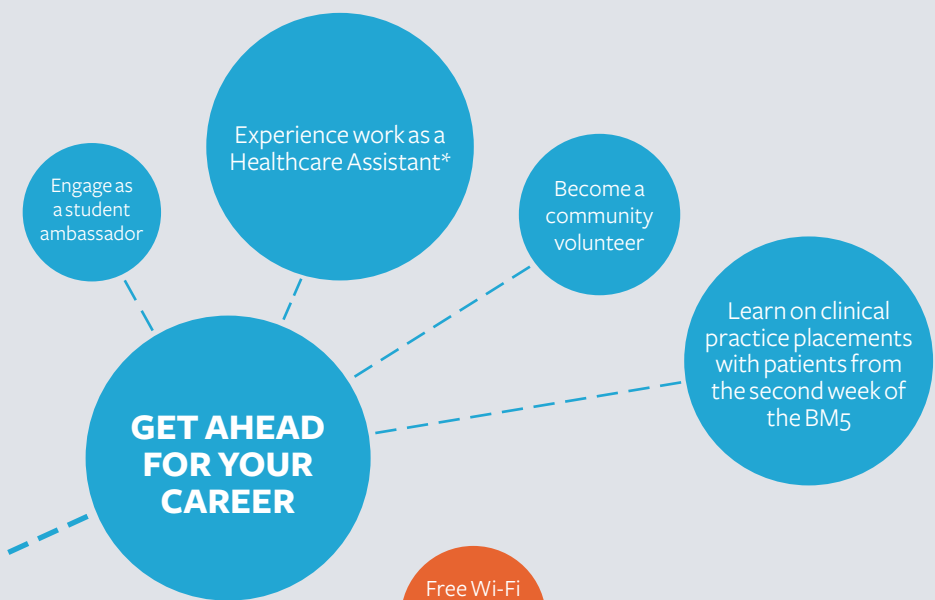 Experience work as a
Healthcare Assistant*
Engage as
a student
ambassador
Become a
community
volunteer
Learn on clinical
practice placements
with patients from
the second week of
the BM5
GET AHEAD
FOR YOUR
CAREER
Free Wi-Fi